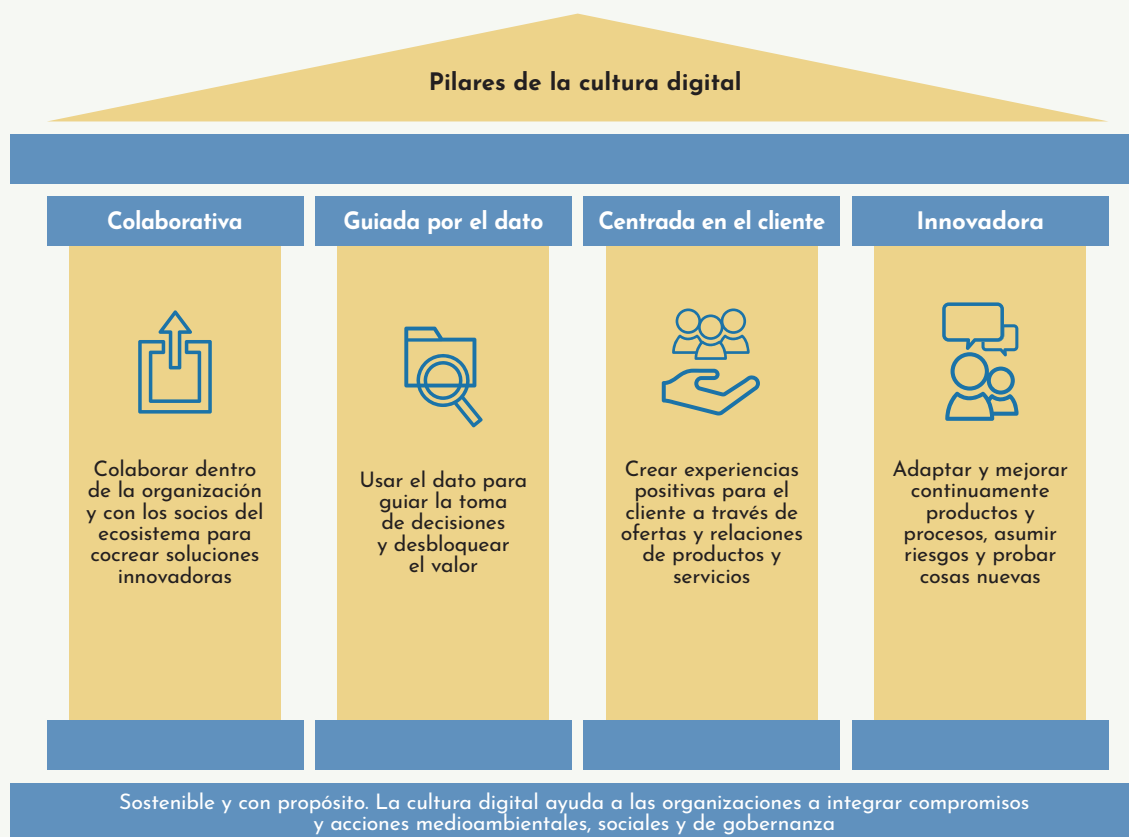 Pilares de la cultura digital
Colaborativa
Guiada por el dato
Centrada en el cliente
Innovadora
Colaborar dentro
de la organización
y con los socios del
ecosistema para
cocrear soluciones
innovadoras
Usar el dato para
guiar la toma
de decisiones
y desbloquear
el valor
Crear experiencias
positivas para el
cliente a través de
ofertas y relaciones
de productos y
servicios
Adaptar y mejorar
continuamente
productos y
procesos, asumir
riesgos y probar
cosas nuevas
Sostenible y con propósito. La cultura digital ayuda a las organizaciones a integrar compromisos
y acciones medioambientales, sociales y de gobernanza